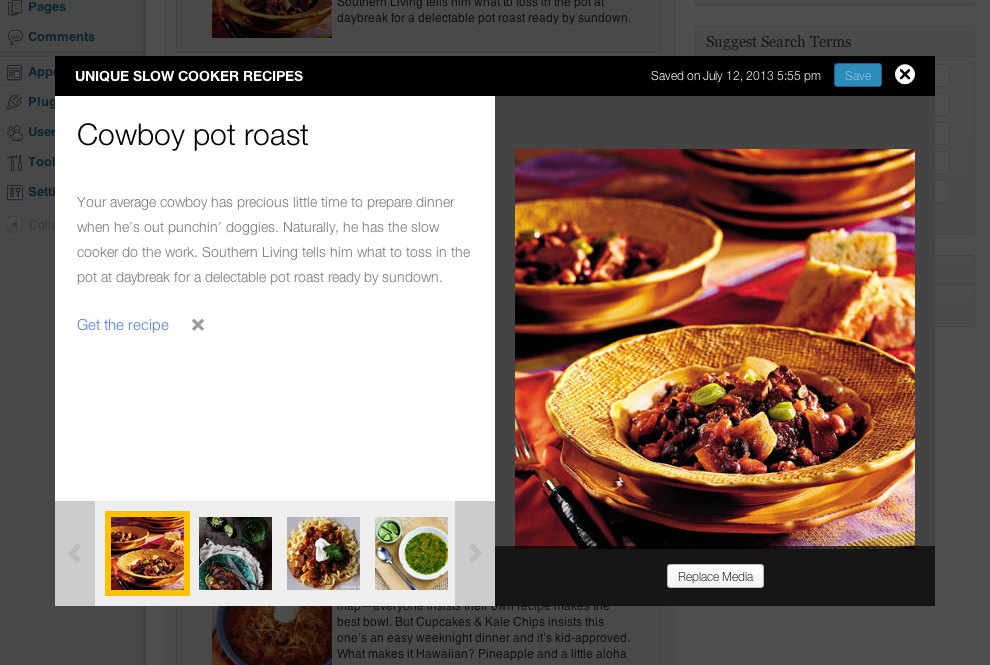 Pages
Comments
Appe
Plug
User
Tool
Setti
Colla
Southern Living tells him what to toss in the pot at
daybreak for a delectable pot roast ready by sundown.
Suggest Search Terms
UNIQUE SLOW COOKER RECIPES
Saved on July 12, 2013 5:55 pm
Save
Cowboy pot roast
Your average cowboy has precious little time to prepare dinner
when he's out punchin' doggies. Naturally, he has the slow
cooker do the work. Southern Living tells him what to toss in the
pot at daybreak for a delectable pot roast ready by sundown.
Get the recipe
Replace Media
map—everyone insists their own recipe makes the
best bowl. But Cupcakes & Kale Chips insists this
one's an easy weeknight dinner and it's kid-approved.
What makes it Hawaiian? Pineapple and a little aloha